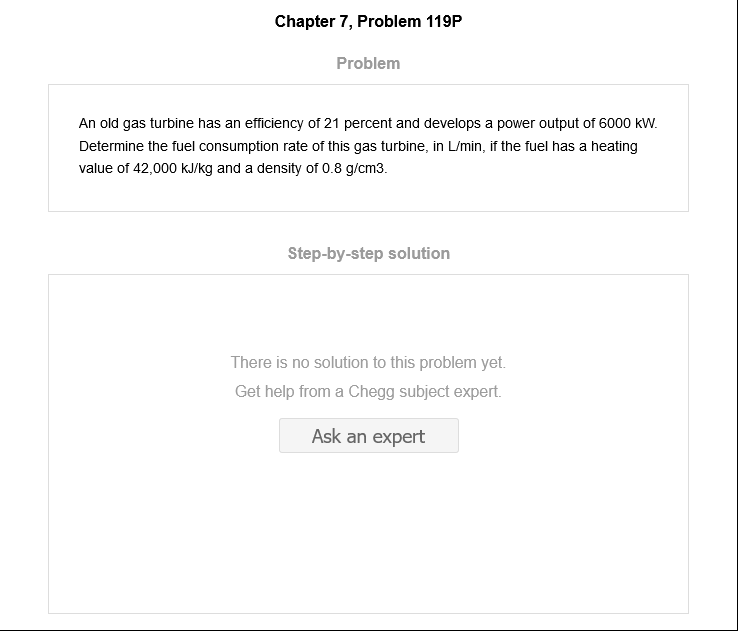 Chapter 7, Problem 119P
Problem
An old gas turbine has an efficiency of 21 percent and develops a power output of 6000 kW.
Determine the fuel consumption rate of this gas turbine, in L/min, if the fuel has a heating
value of 42,000 kJ/kg and a density of 0.8 g/cm3.
Step-by-step solution
There is no solution to this problem yet.
Get help from a Chegg subject expert.
Ask an expert